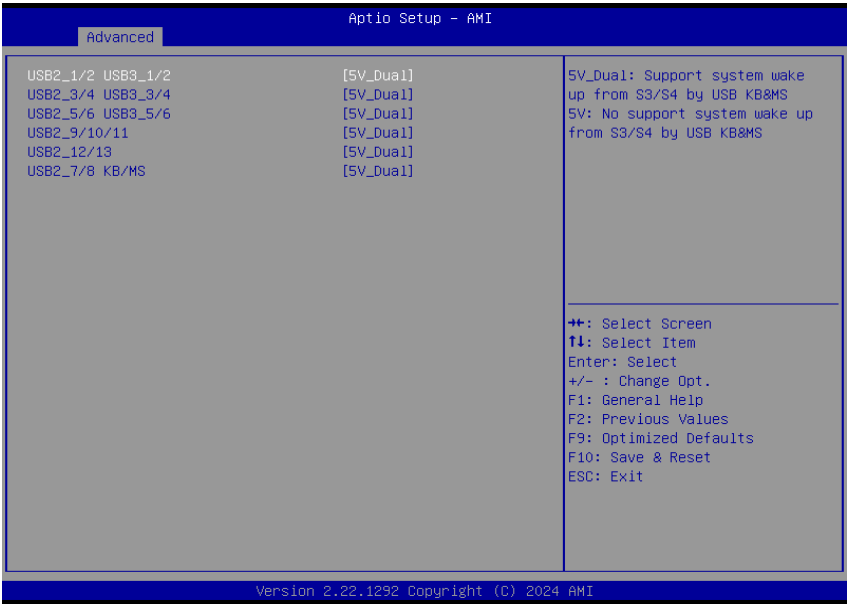 Aptio Setup – AMI
Advanced
USB2_1/2 USB3_1/2 [5V_Dual]
USB2_3/4 USB3_3/4 [5V_Dual]
USB2_5/6 USB3_5/6 [5V_Dual]
USB2_9/10/11 [5V_Dual]
USB2_12/13 [5V_Dual]
USB2_7/8 KB/MS [5V_Dual]
5V_Dual: Support system wake
up from S3/S4 by USB KB&MS
5V: No support system wake up
from S3/S4 by USB KB&MS
→←: Select Screen
↑↓: Select Item
Enter: Select
+/- : Change Opt.
F1: General Help
F2: Previous Values
F9: Optimized Defaults
F10: Save & Reset
ESC: Exit
Version 2.22.1292 Copyright (C) 2024 AMI